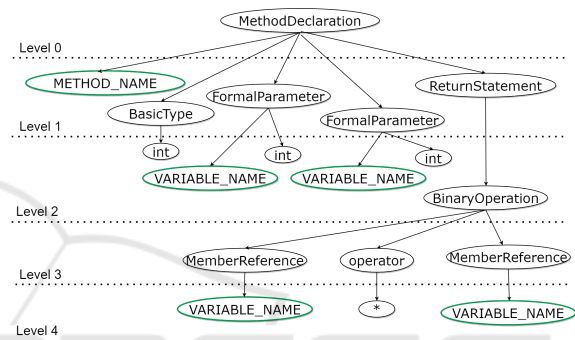 MethodDeclaration
Level 0
METHOD_NAME
BasicType
FormalParameter
FormalParameter
ReturnStatement
Level 1
int
VARIABLE_NAME
int
VARIABLE_NAME
int
BinaryOperation
Level 2
MemberReference
operator
MemberReference
Level 3
VARIABLE_NAME
*
VARIABLE_NAME
Level 4